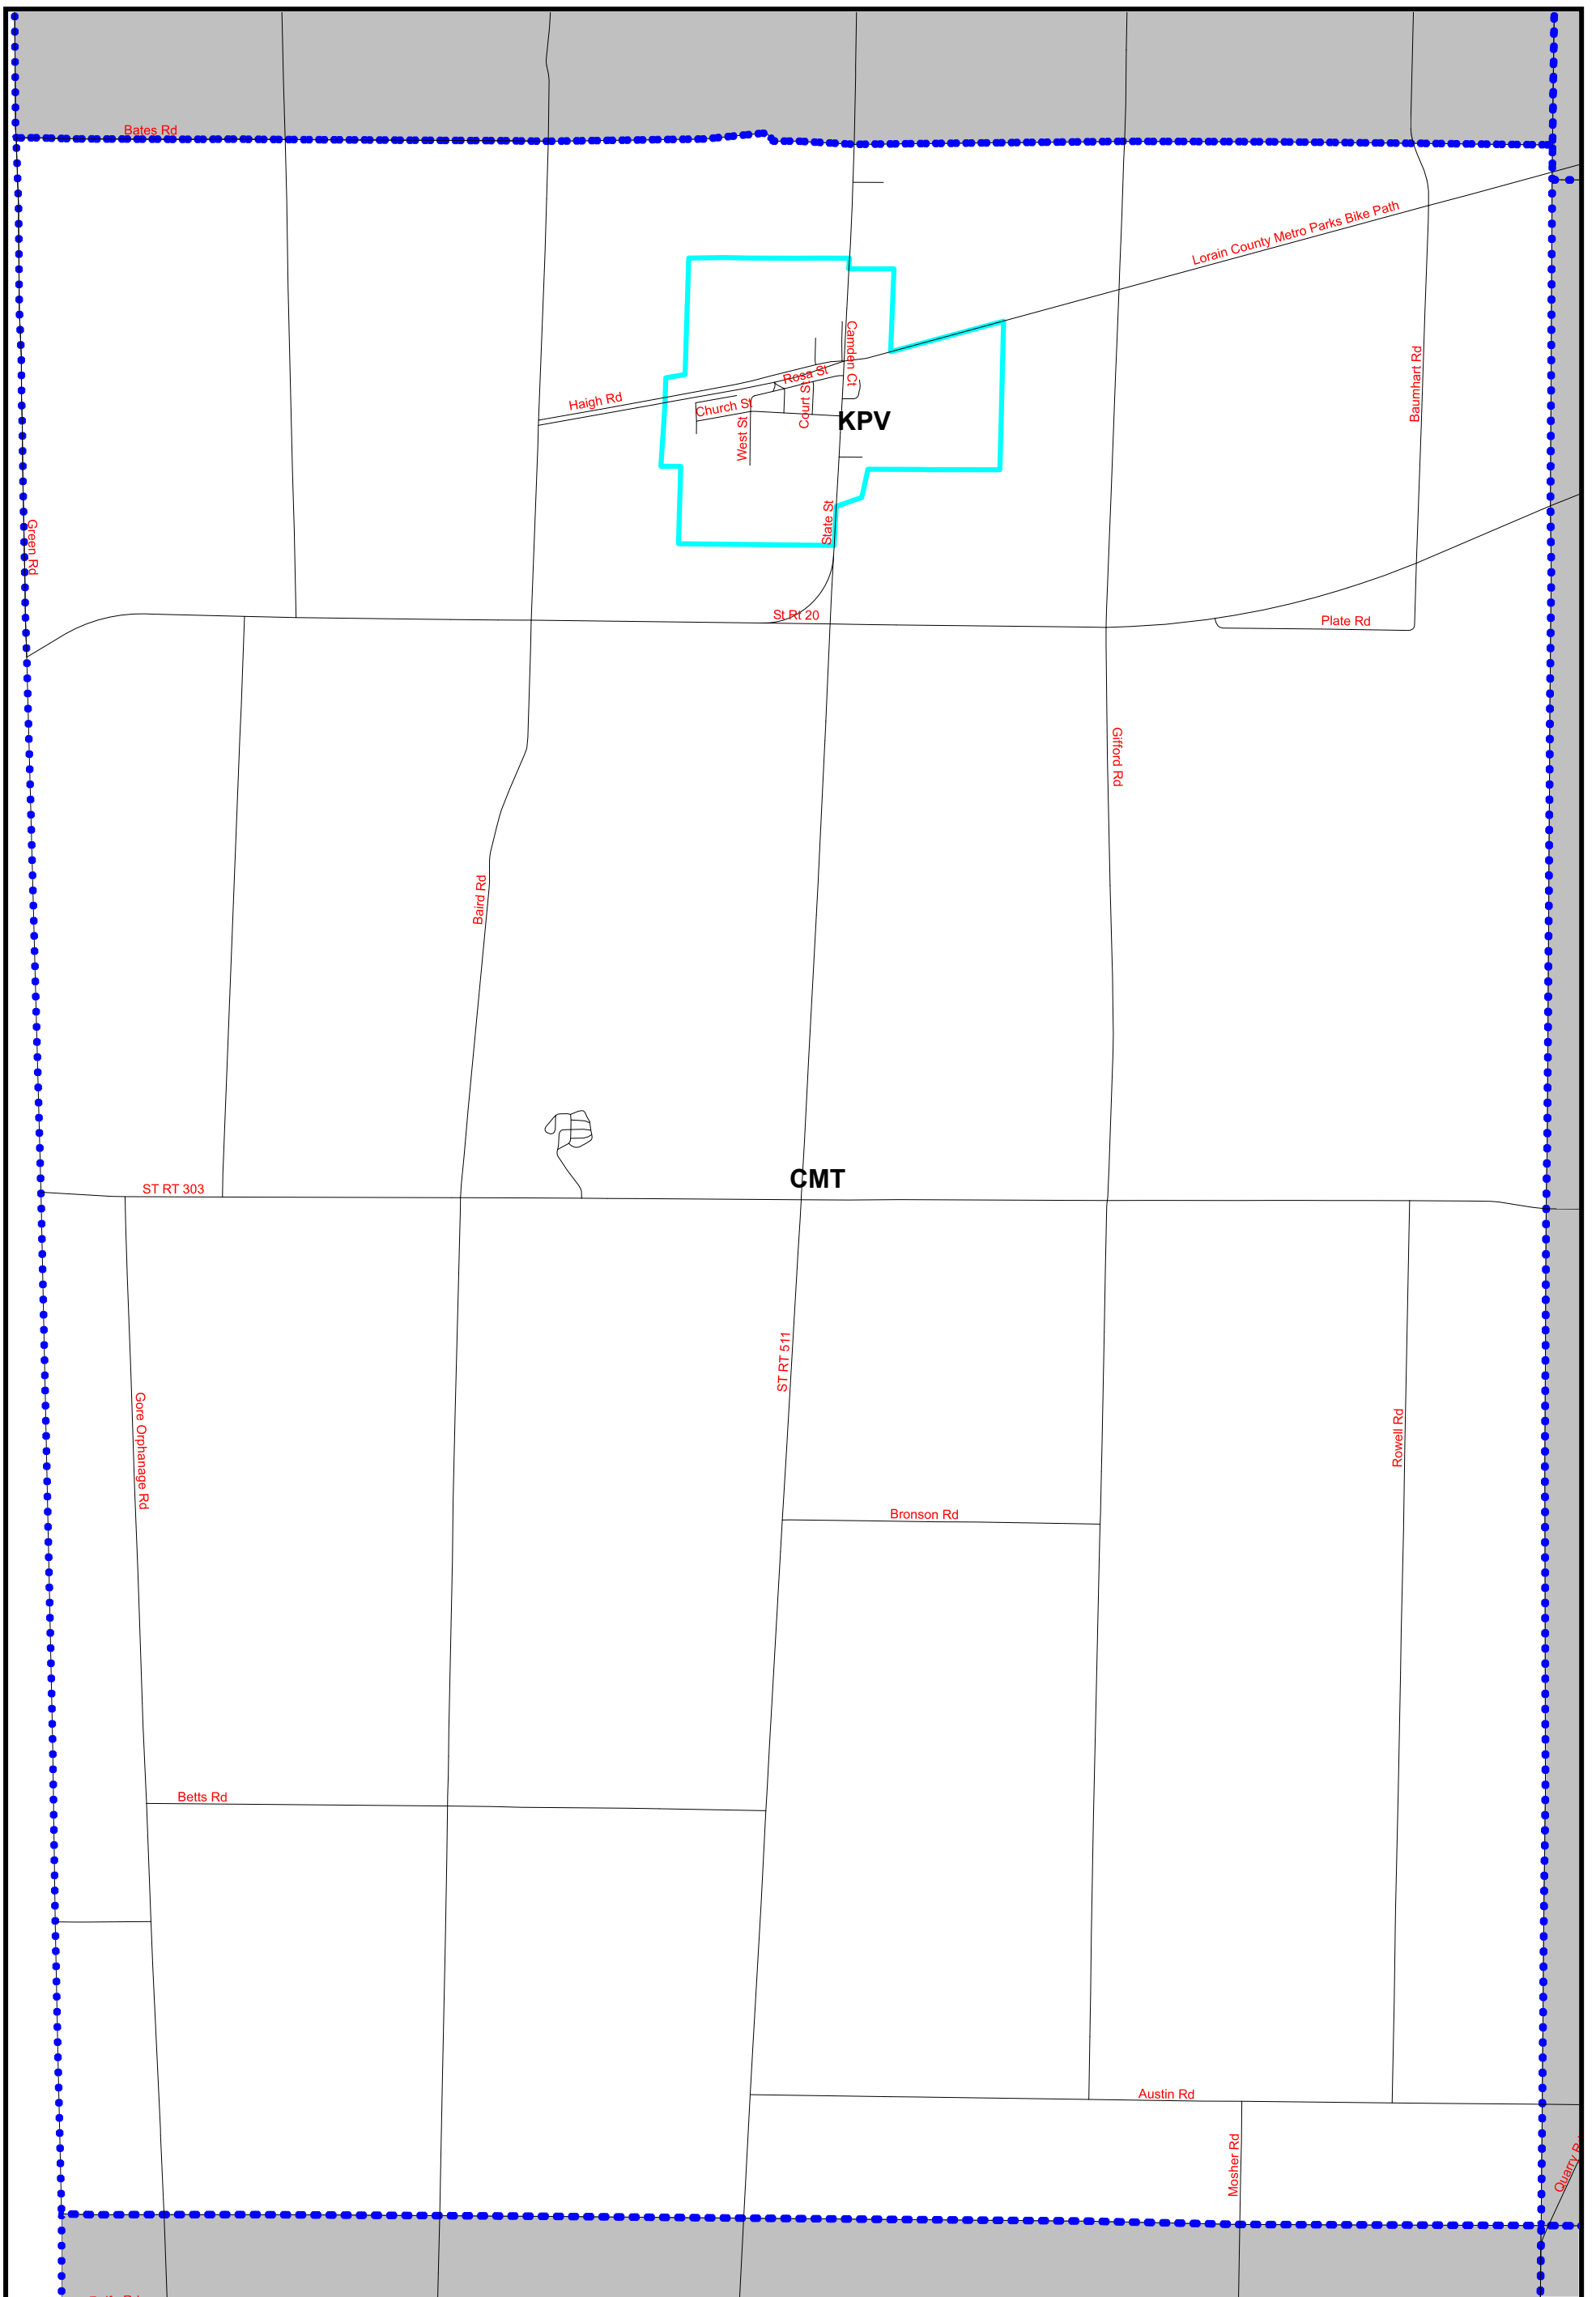 Bates Rd
Lorain County Metro Parks Bike Path
Camden Ct
Baumhart Rd
Rosa St
Court St
Haigh Rd
Church St
KPV
West St
State St
Green Rd
St Rt 20
Plate Rd
Gifford Rd
Baird Rd
CMT
ST RT 303
ST RT 511
Gore Orphanage Rd
Rowell Rd
Bronson Rd
Betts Rd
Austin Rd
Mosher Rd
Quarry